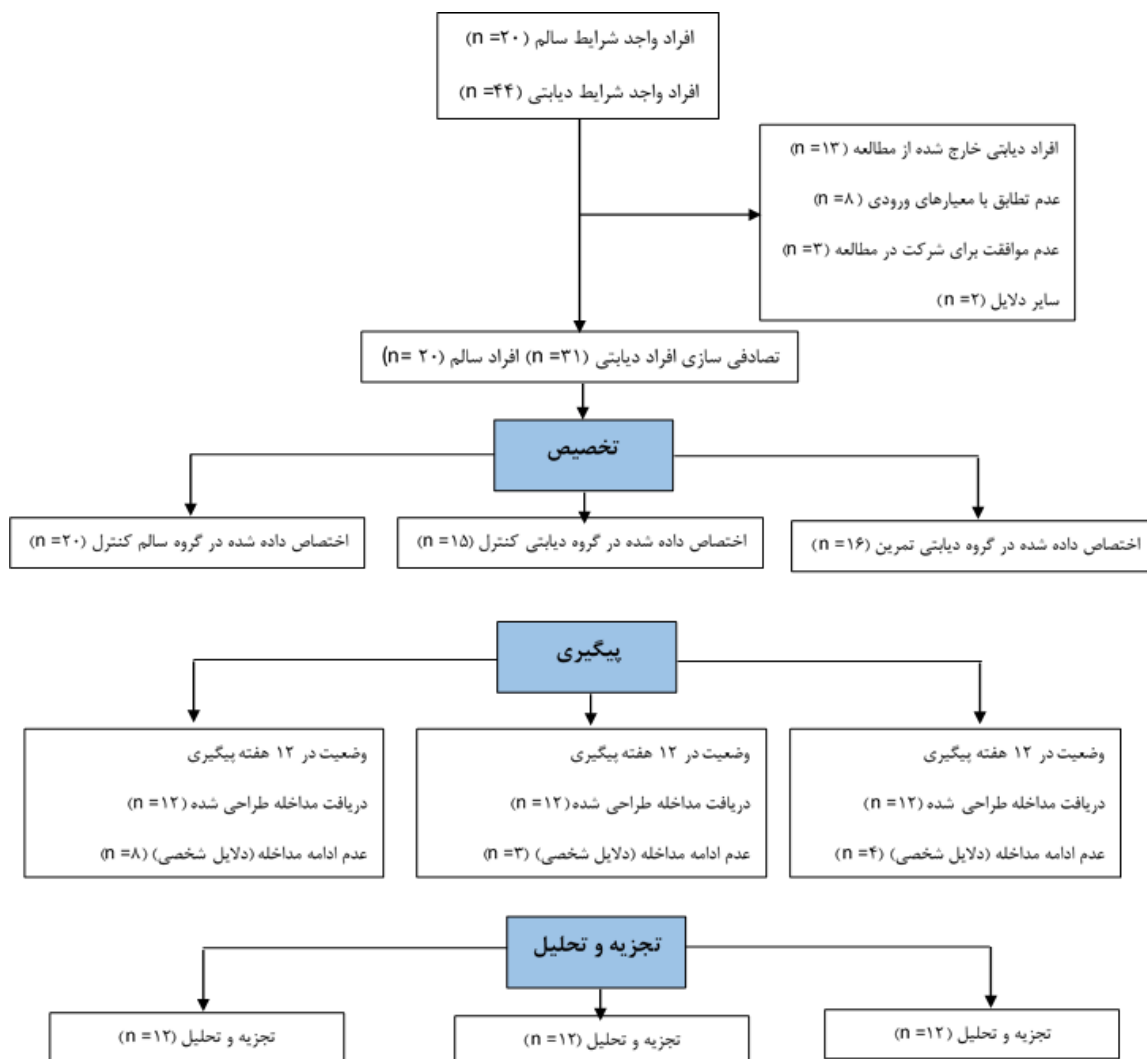 افراد واجد شرایط سالم (n =۲۰)
افراد واجد شرایط دیابتی (n =۴۴)
افراد دیابتی خارج شده از مطالعه (n =۱۳)
عدم تطابق با معیارهای ورودی (n =۸)
عدم موافقت برای شرکت در مطالعه (n =۳)
سایر دلایل (n =۲)
تصادفی سازی افراد دیابتی (n =۳۱) افراد سالم (n= ۲۰)
تخصیص
اختصاص داده شده در گروه دیابتی تمرین (n =۱۶)
اختصاص داده شده در گروه دیابتی کنترل (n =۱۵)
اختصاص داده شده در گروه سالم کنترل (n =۲۰)
پیگیری
وضعیت در ۱۲ هفته پیگیری
دریافت مداخله طراحی شده (n =۱۲)
عدم ادامه مداخله (دلایل شخصی) (n =۴)
وضعیت در ۱۲ هفته پیگیری
دریافت مداخله طراحی شده (n =۱۲)
عدم ادامه مداخله (دلایل شخصی) (n =۳)
وضعیت در ۱۲ هفته پیگیری
دریافت مداخله طراحی شده (n =۱۲)
عدم ادامه مداخله (دلایل شخصی) (n =۸)
تجزیه و تحلیل
تجزیه و تحلیل (n =۱۲)
تجزیه و تحلیل (n =۱۲)
تجزیه و تحلیل (n =۱۲)